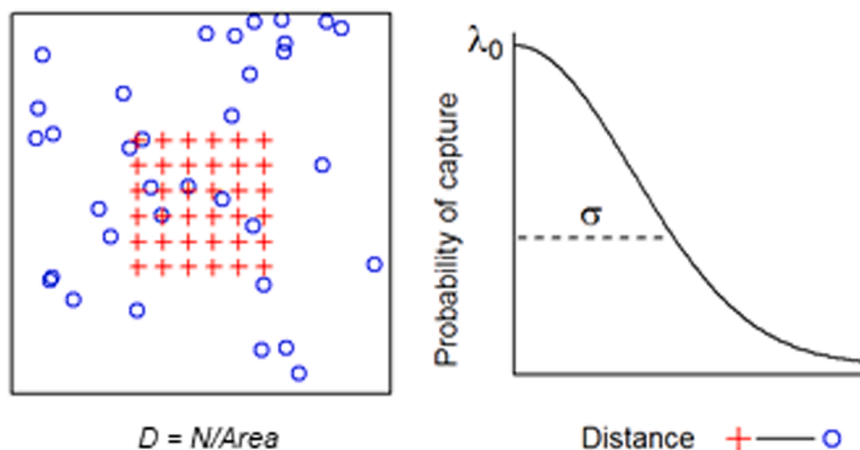 λ0
Probability of capture
σ
D = N/Area
Distance